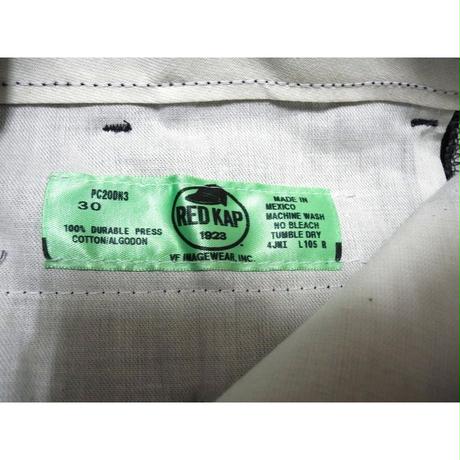 PC20DN3
30
100% DURABLE PRESS
COTTON/ALGODON
RED KAP
1923
VF IMAGEWEAR, INC.
MADE IN
MEXICO
MACHINE WASH
NO BLEACH
TUMBLE DRY
4JMI L105 R